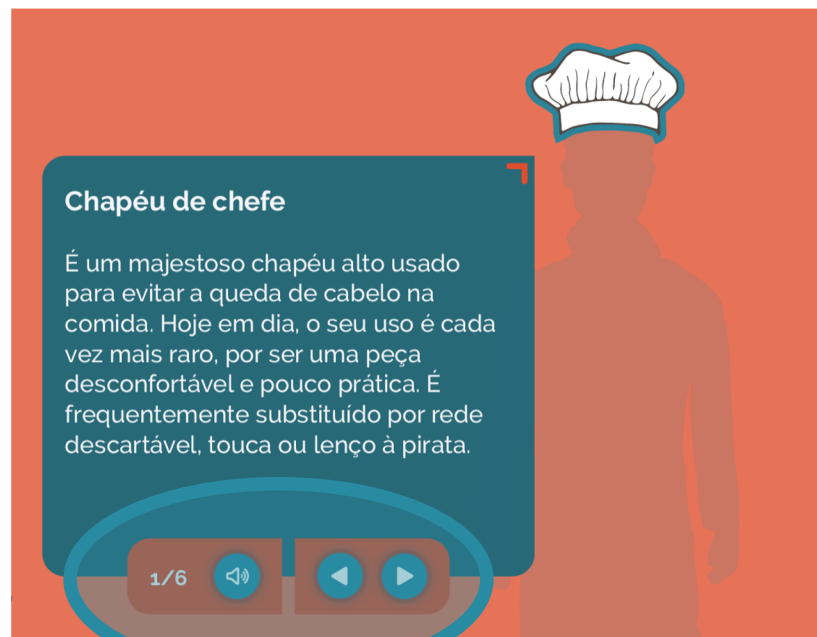 Chapéu de chefe
É um majestoso chapéu alto usado
para evitar a queda de cabelo na
comida. Hoje em dia, o seu uso é cada
vez mais raro, por ser uma peça
desconfortável e pouco prática. É
frequentemente substituído por rede
descartável, touca ou lenço à pirata.
1/6